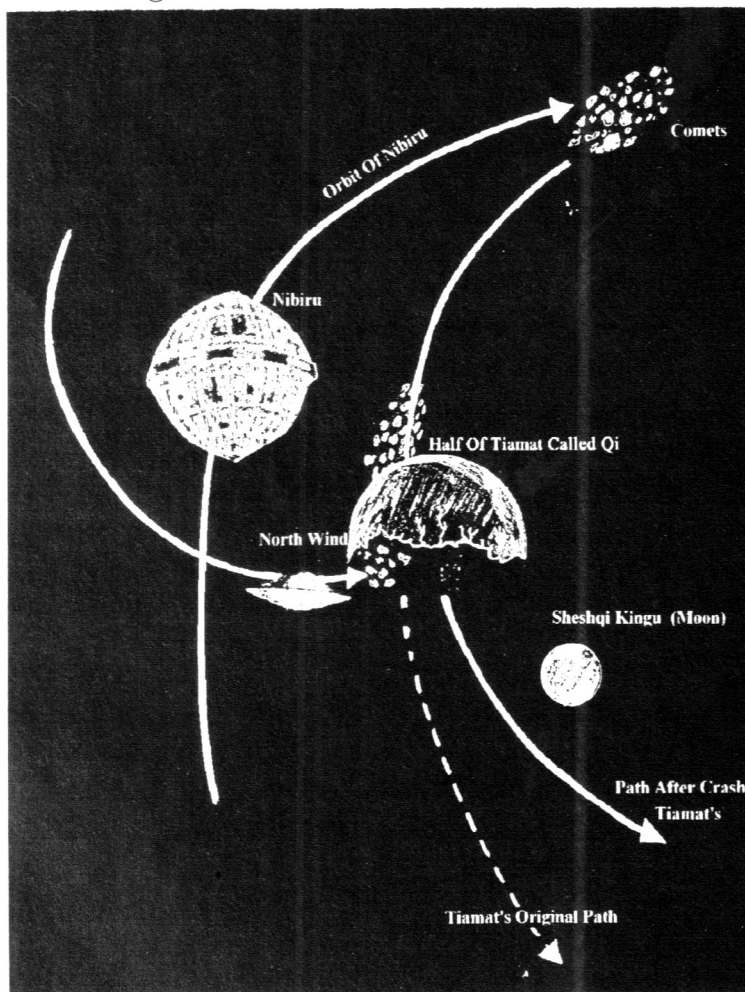 Comets
Orbit Of Nibiru
Nibiru
Half Of Tiamat Called Qi
North Wind
Sheshqi Kingu (Moon)
Path After Crash
Tiamat's
Tiamat's Original Path